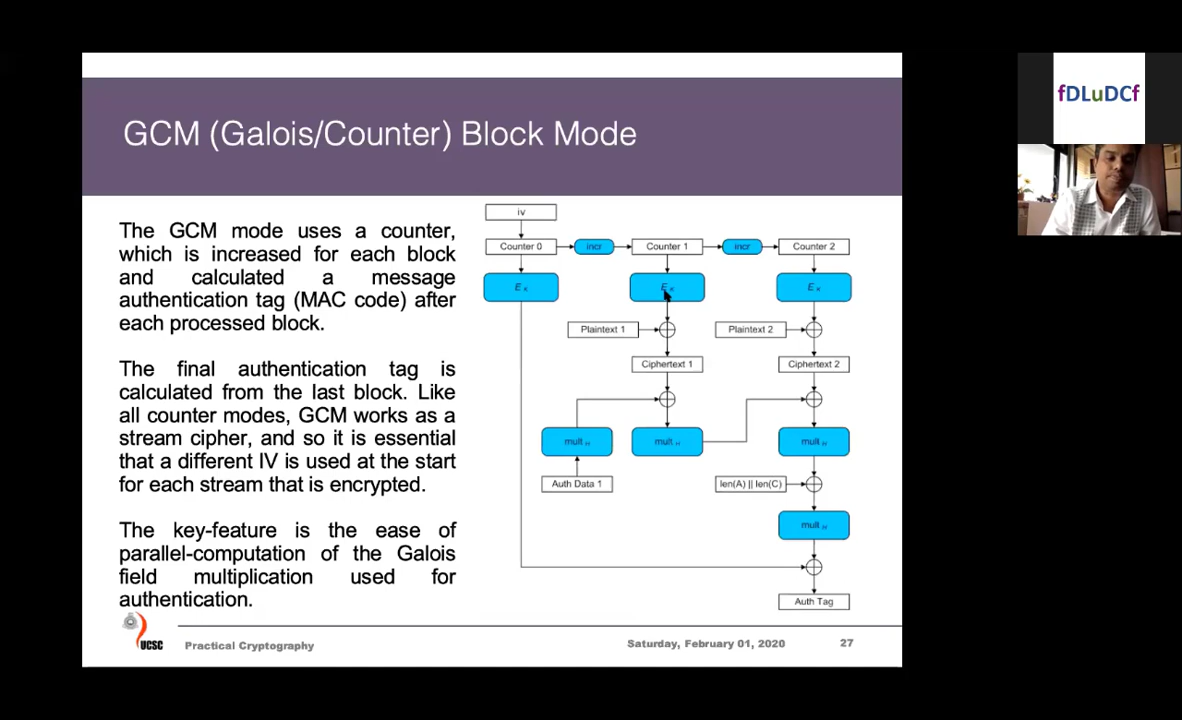 GCM (Galois/Counter) Block Mode
fDLuDCf
The GCM mode uses a counter,
which is increased for each block
and calculated a message
authentication tag (MAC code) after
each processed block.
The final authentication tag is
calculated from the last block. Like
all counter modes, GCM works as a
stream cipher, and so it is essential
that a different IV is used at the start
for each stream that is encrypted.
The key-feature is the ease of
parallel-computation of the Galois
field multiplication used for
authentication.
iv
Counter 0 incr Counter 1 incr Counter 2
E K E K E K
Plaintext 1 Plaintext 2
Ciphertext 1 Ciphertext 2
mult H mult H mult H
Auth Data 1 len(A) || len(C)
mult H
Auth Tag
UCSC Practical Cryptography Saturday, February 01, 2020 27